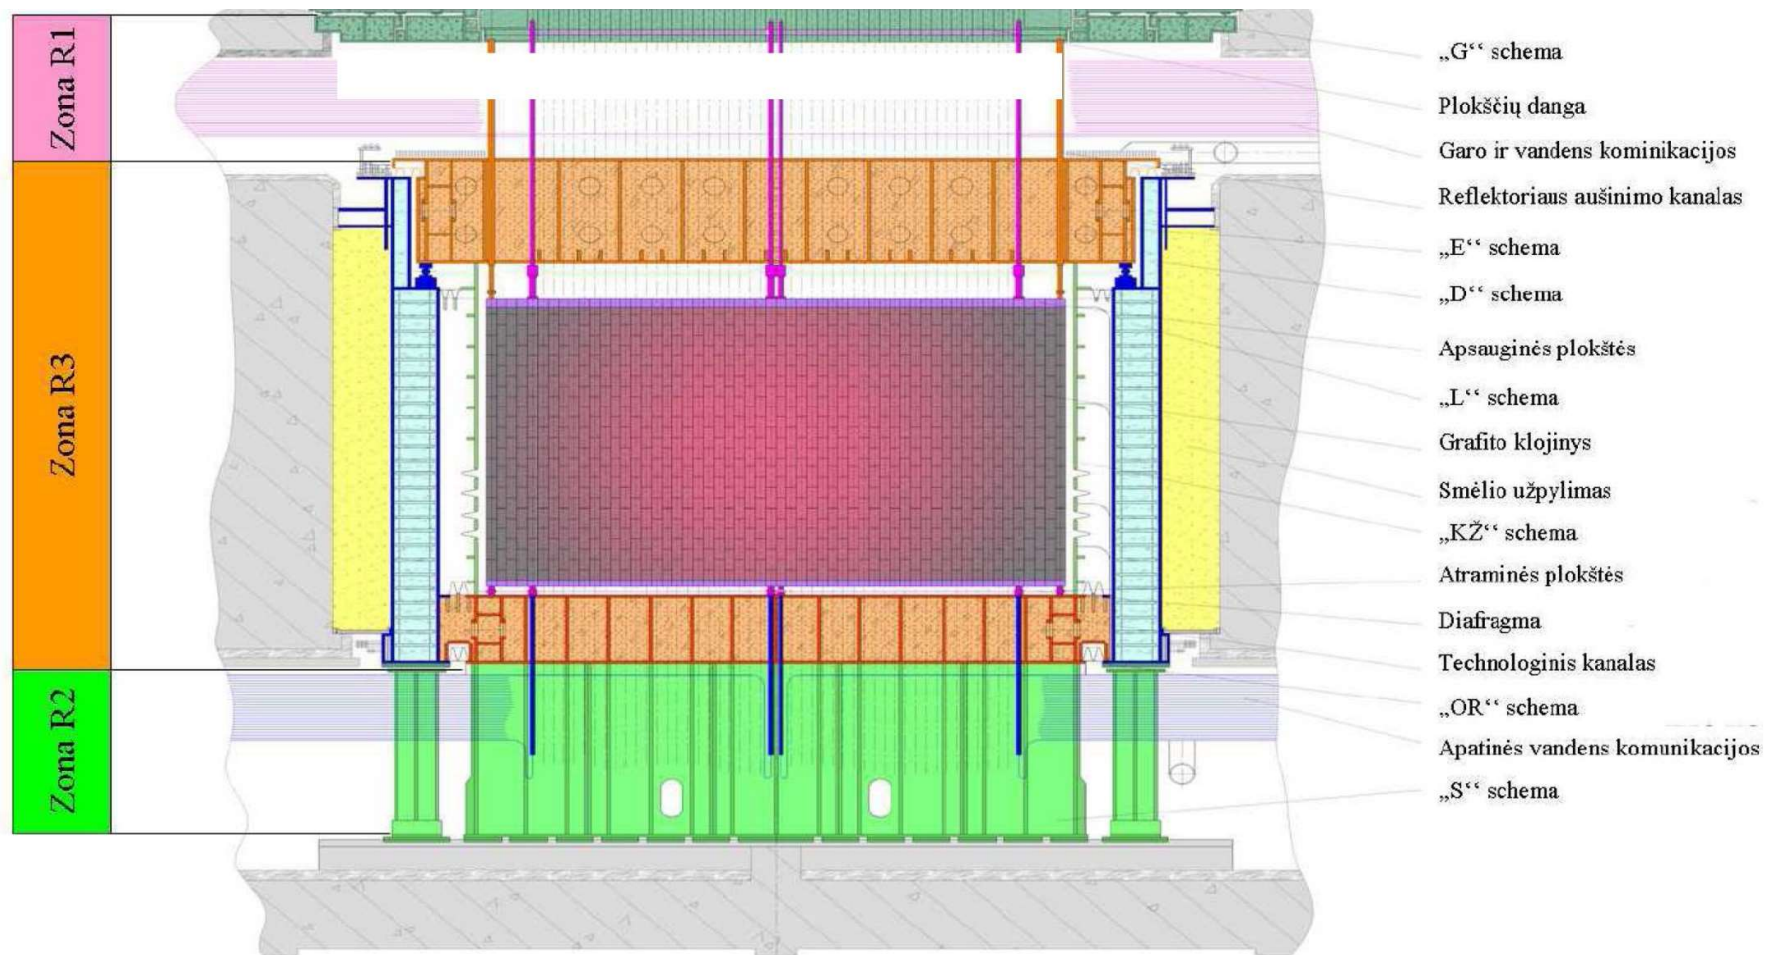 Zona R1
Zona R3
Zona R2
„G“ schema
Plokščių danga
Garo ir vandens kominikacijos
Reflektoriaus aušinimo kanalas
„E“ schema
„D“ schema
Apsauginės plokštės
„L“ schema
Grafito klojinys
Smėlio užpylimas
„KŽ“ schema
Atraminės plokštės
Diafragma
Technologinis kanalas
„OR“ schema
Apatinės vandens komunikacijos
„S“ schema